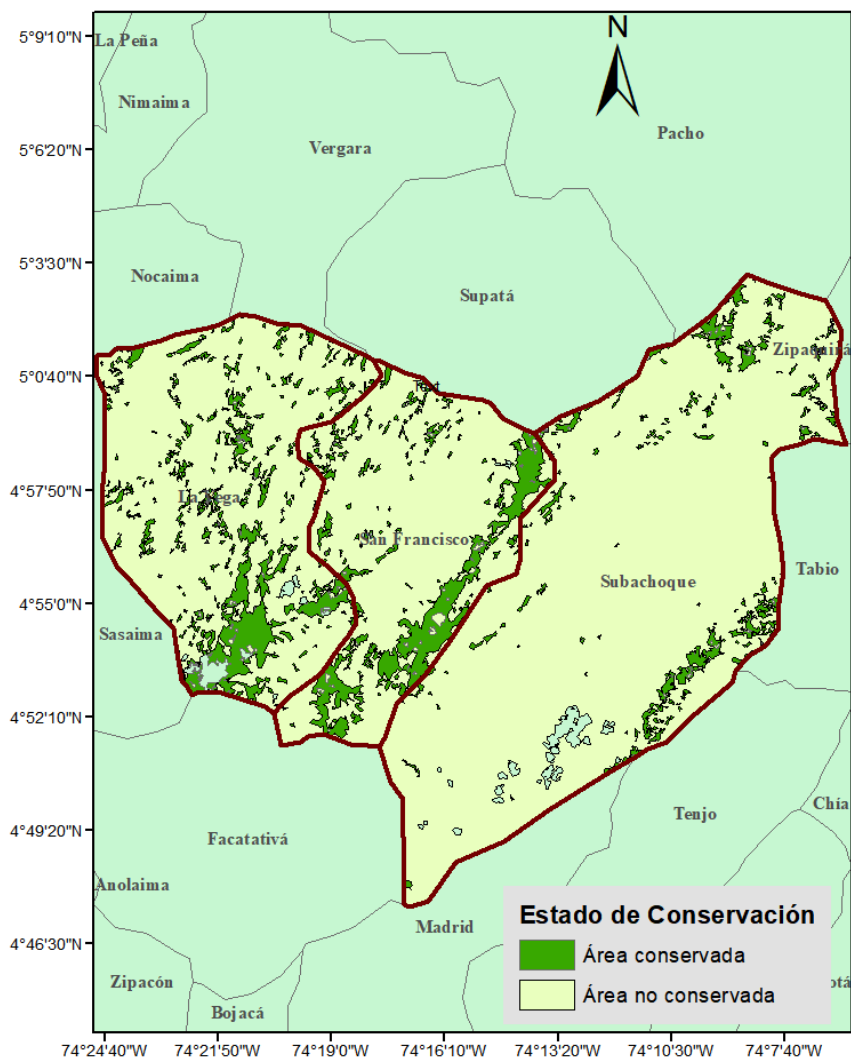 N
5°9'10"N
La Peña
Nimaima
Pacho
5°6'20"N
Vergara
5°3'30"N
Nocaima
Supatá
Zipaquirá
5°0'40"N
Text
4°57'50"N
La Vega
San Francisco
Subachoque
Tabio
4°55'0"N
Sasaima
4°52'10"N
Tenjo
Chía
4°49'20"N
Facatativá
Anolaima
Madrid
4°46'30"N
Zipacón
Bojacá
Estado de Conservación
Área conservada
Área no conservada
otá
74°24'40"W
74°21'50"W
74°19'0"W
74°16'10"W
74°13'20"W
74°10'30"W
74°7'40"W